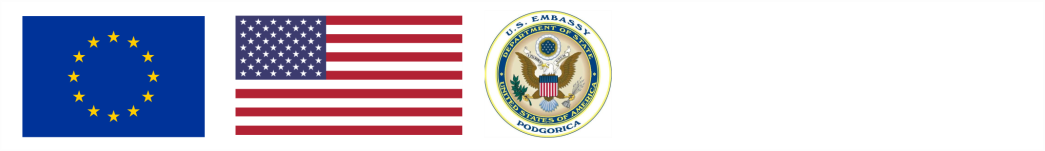 U.S. EMBASSY
DEPARTMENT OF STATE
UNITED STATES OF AMERICA
PODGORICA